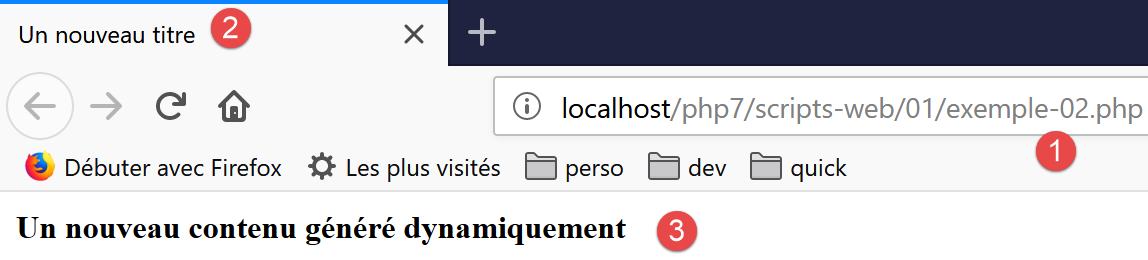 Un nouveau titre 2
localhost/php7/scripts-web/01/exemple-02.php
1
Débuter avec Firefox Les plus visités perso dev quick
Un nouveau contenu généré dynamiquement 3